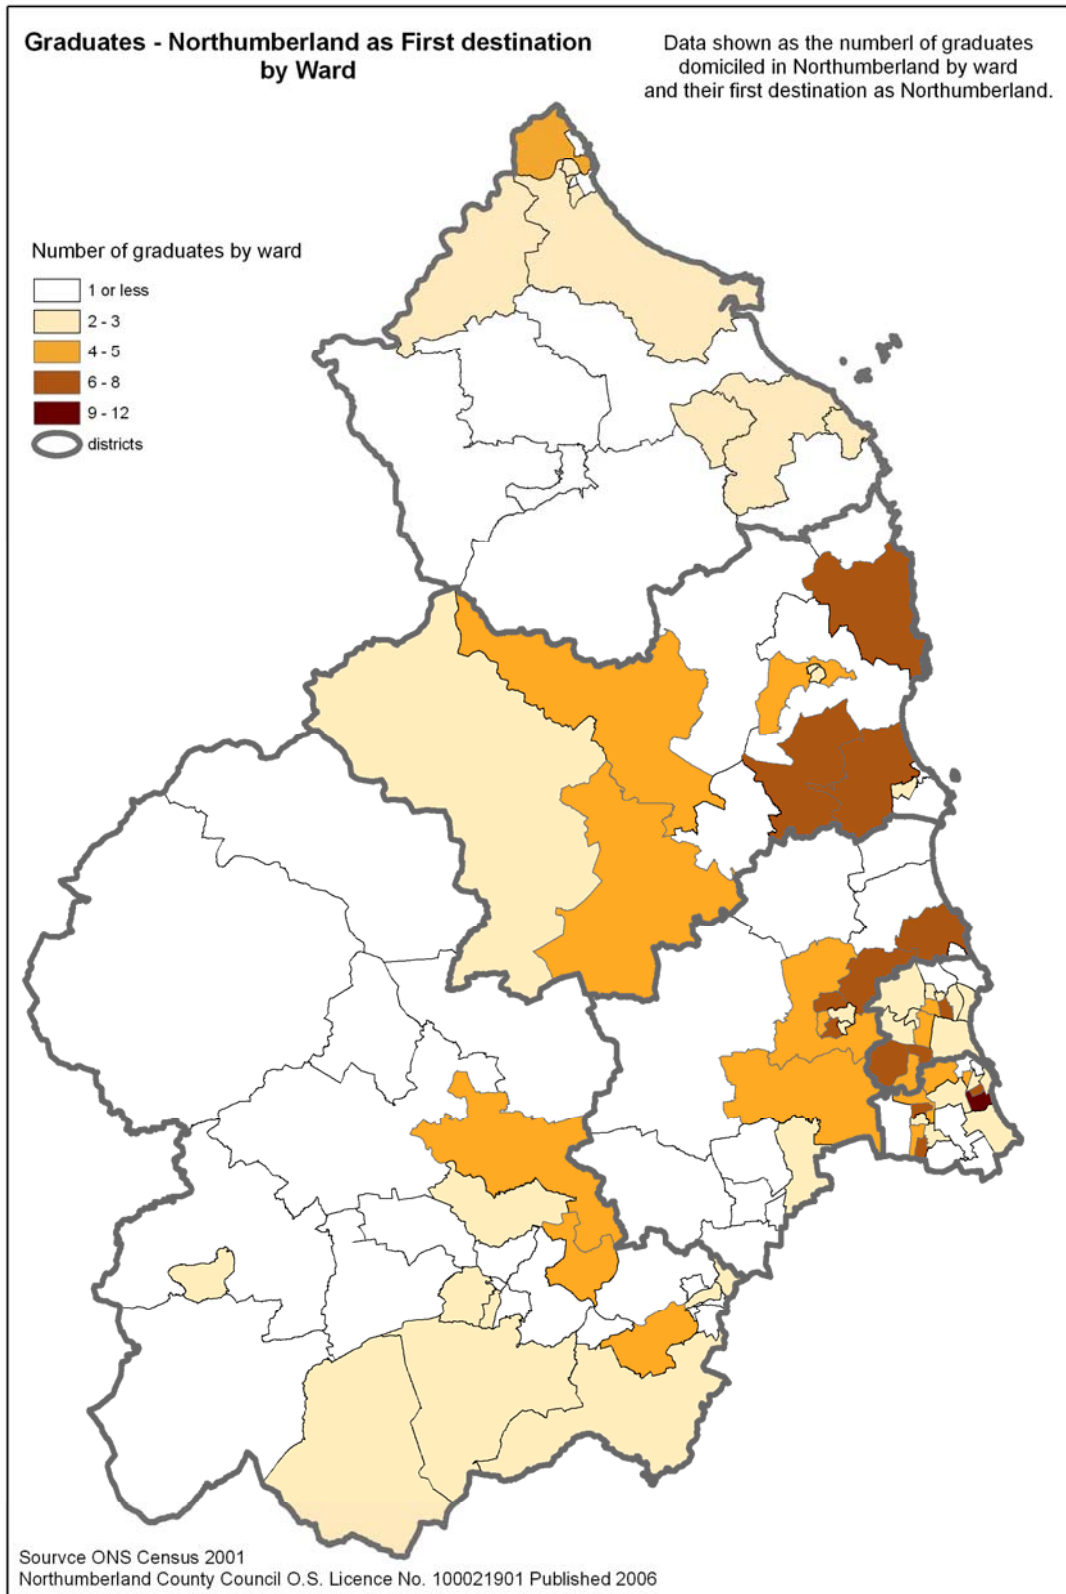 Graduates - Northumberland as First destination
by Ward
Data shown as the numberl of graduates
domiciled in Northumberland by ward
and their first destination as Northumberland.
Number of graduates by ward
1 or less
2 - 3
4 - 5
6 - 8
9 - 12
districts
Sourvce ONS Census 2001
Northumberland County Council O.S. Licence No. 100021901 Published 2006